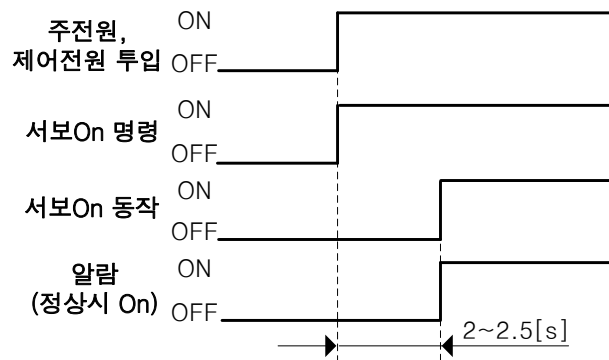 주전원,
제어전원 투입
ON
OFF
서보On 명령
ON
OFF
서보On 동작
ON
OFF
알람
(정상시 On)
ON
OFF
2~2.5[s]